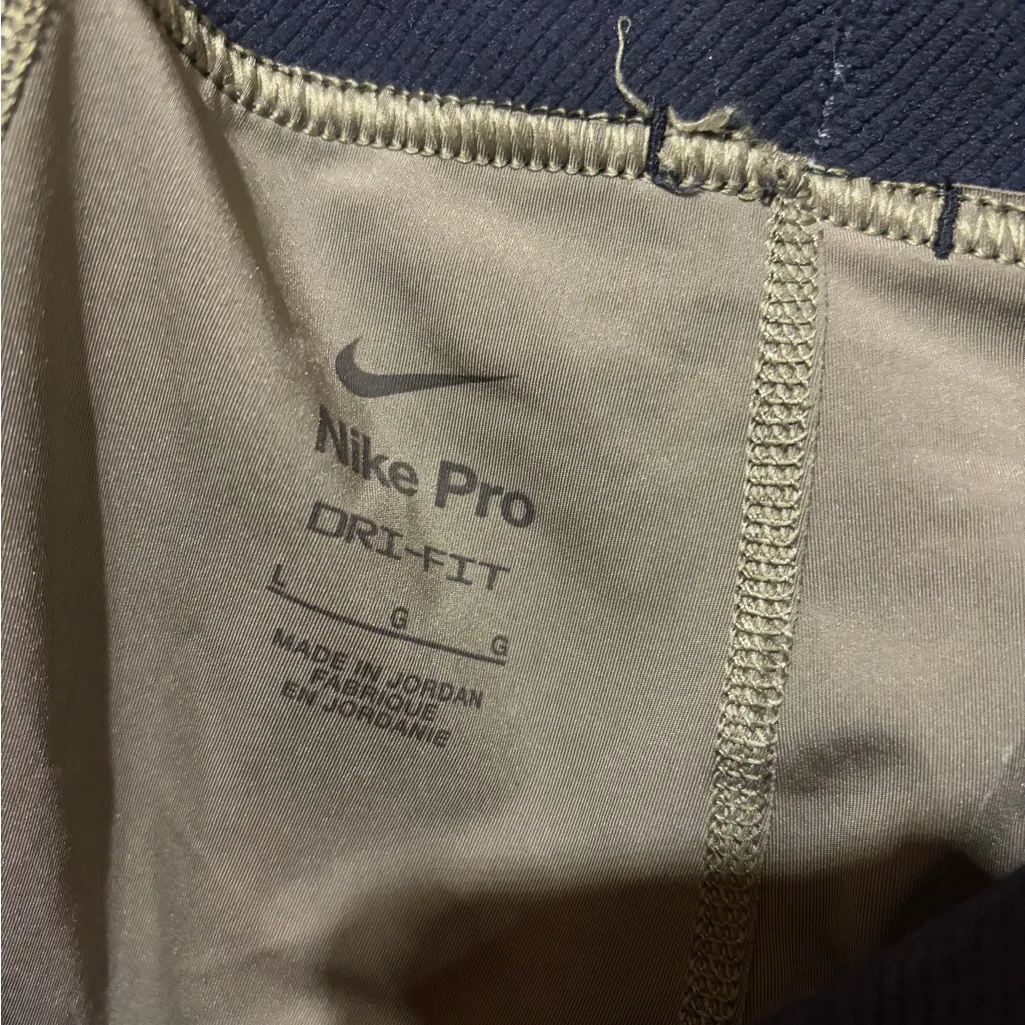 Nike Pro
DRI-FIT
L G G
MADE IN JORDAN
FABRIQUE
EN JORDANIE